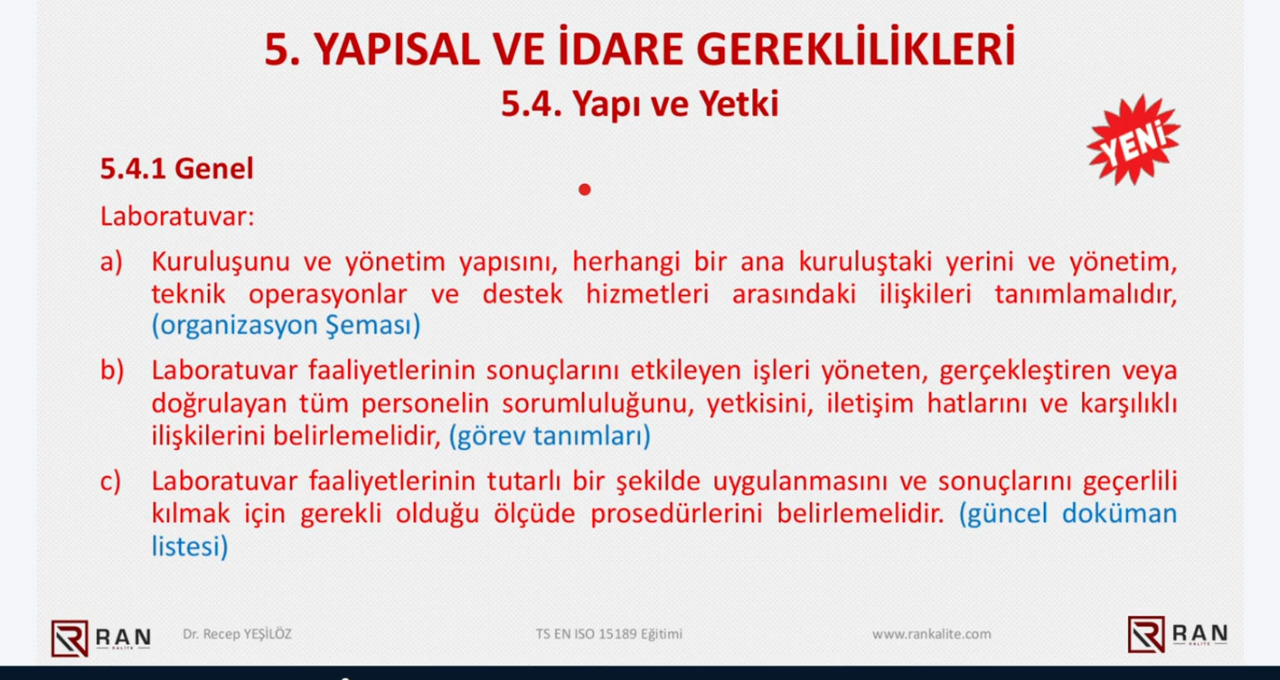 5. YAPISAL VE İDARE GEREKLİLİKLERİ
5.4. Yapı ve Yetki
YENİ
5.4.1 Genel
Laboratuvar:
a) Kuruluşunu ve yönetim yapısını, herhangi bir ana kuruluştaki yerini ve yönetim,
teknik operasyonlar ve destek hizmetleri arasındaki ilişkileri tanımlamalıdır,
(organizasyon Şeması)
b) Laboratuvar faaliyetlerinin sonuçlarını etkileyen işleri yöneten, gerçekleştiren veya
doğrulayan tüm personelin sorumluluğunu, yetkisini, iletişim hatlarını ve karşılıklı
ilişkilerini belirlemelidir, (görev tanımları)
c) Laboratuvar faaliyetlerinin tutarlı bir şekilde uygulanmasını ve sonuçlarını geçerlili
kılmak için gerekli olduğu ölçüde prosedürlerini belirlemelidir. (güncel doküman
listesi)
RAN
KALİTE
Dr. Recep YEŞİLÖZ
TS EN ISO 15189 Eğitimi
www.rankalite.com
RAN
KALİTE